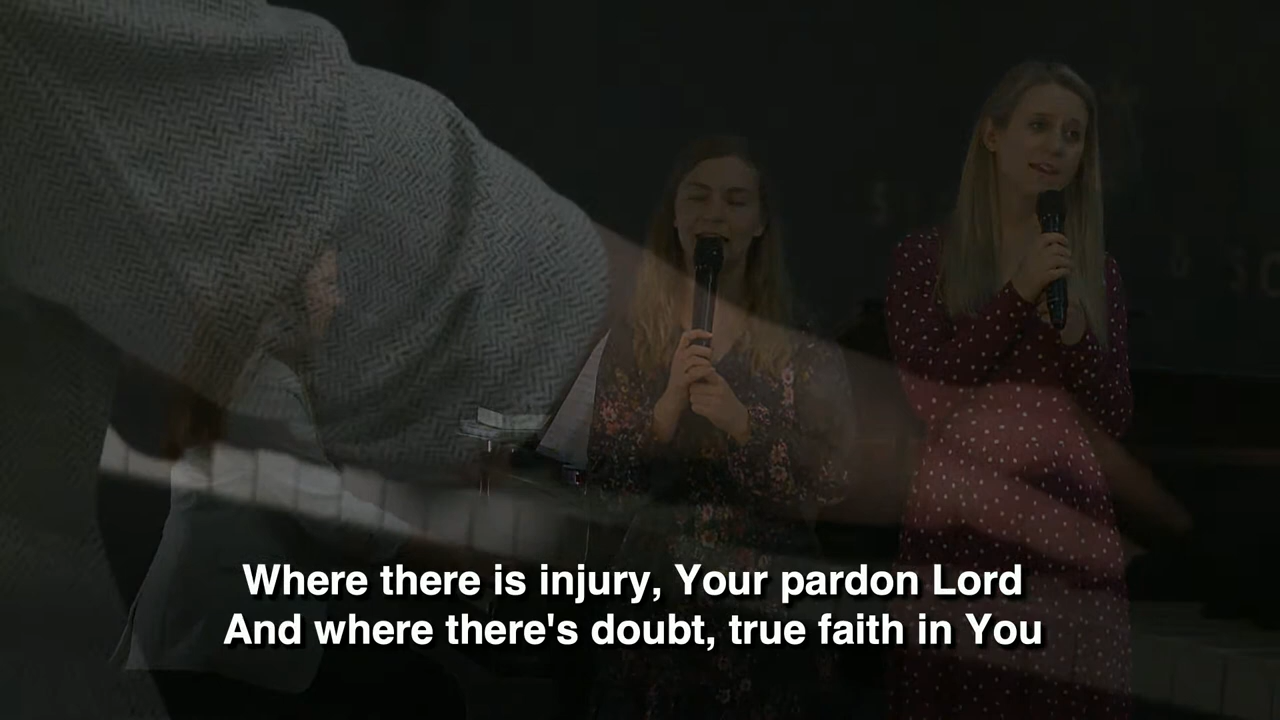 Where there is injury, Your pardon Lord
And where there's doubt, true faith in You